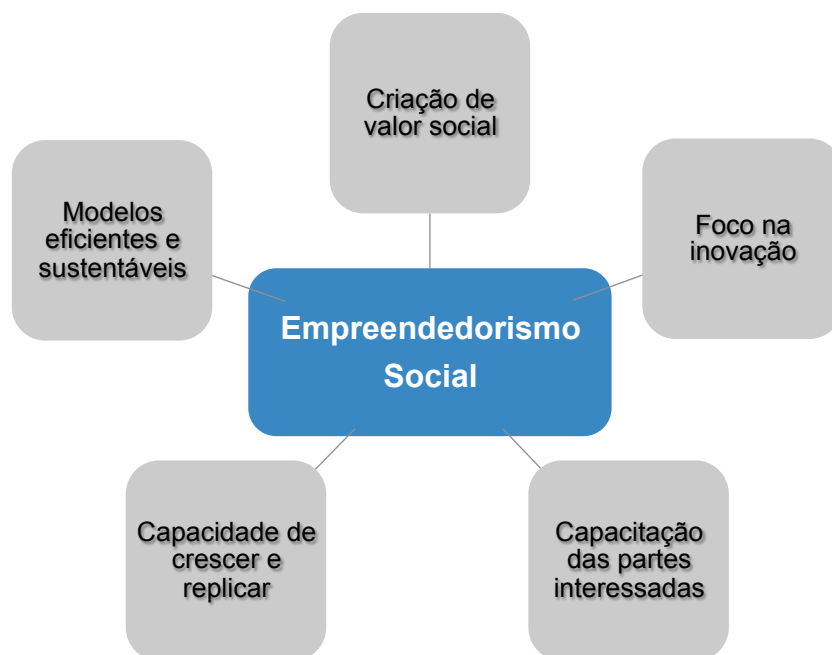 Criação de
valor social
Modelos
eficientes e
sustentáveis
Foco na
inovação
Empreendedorismo
Social
Capacidade de
crescer e
replicar
Capacitação
das partes
interessadas